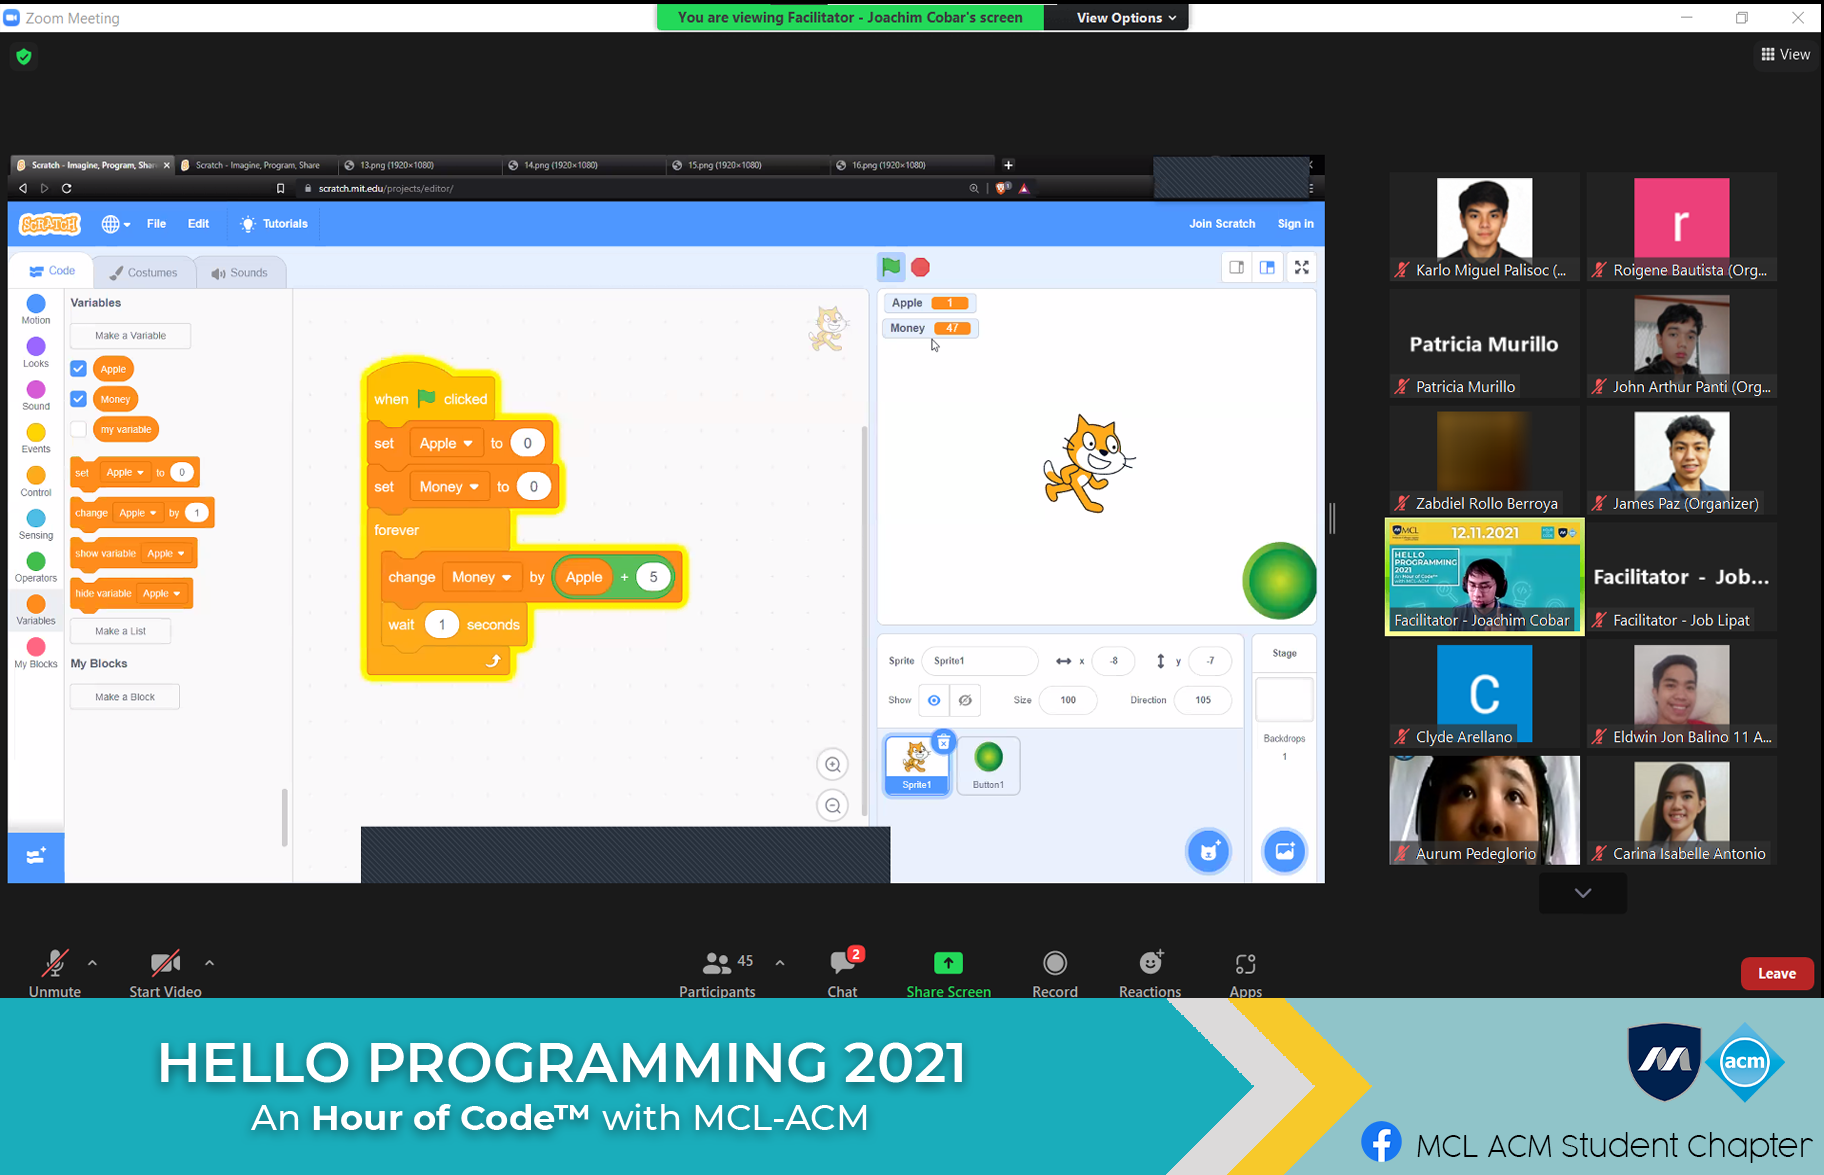 Zoom Meeting
You are viewing Facilitator - Joachim Cobar's screen
View Options
View
Scratch - Imagine, Program, Shar
Scratch - Imagine, Program, Share
13.png (1920×1080)
14.png (1920×1080)
15.png (1920×1080)
16.png (1920×1080)
scratch.mit.edu/projects/editor/
SCRATCH
File
Edit
Tutorials
Join Scratch
Sign in
Code
Costumes
Sounds
Motion
Looks
Sound
Events
Control
Sensing
Operators
Variables
My Blocks
Variables
Make a Variable
Apple
Money
my variable
set Apple to 0
change Apple by 1
show variable Apple
hide variable Apple
Make a List
My Blocks
Make a Block
when clicked
set Apple to 0
set Money to 0
forever
change Money by Apple + 5
wait 1 seconds
Apple 1
Money 47
Sprite Sprite1 x -8 y -7
Show Size 100 Direction 105
Sprite1
Button1
Stage
Backdrops
1
Karlo Miguel Palisoc (...
r
Roigene Bautista (Org...
Patricia Murillo
Patricia Murillo
John Arthur Panti (Org...
Zabdiel Rollo Berroya
James Paz (Organizer)
MCL
12.11.2021
HELLO
PROGRAMMING
2021
An Hour of Code™
with MCL-ACM
Facilitator - Joachim Cobar
Facilitator - Job...
Facilitator - Job Lipat
C
Clyde Arellano
Eldwin Jon Balino 11 A...
Aurum Pedeglorio
Carina Isabelle Antonio
Unmute
Start Video
45
Participants
2
Chat
Share Screen
Record
Reactions
Apps
Leave
HELLO PROGRAMMING 2021
An Hour of Code™ with MCL-ACM
acm
MCL ACM Student Chapter